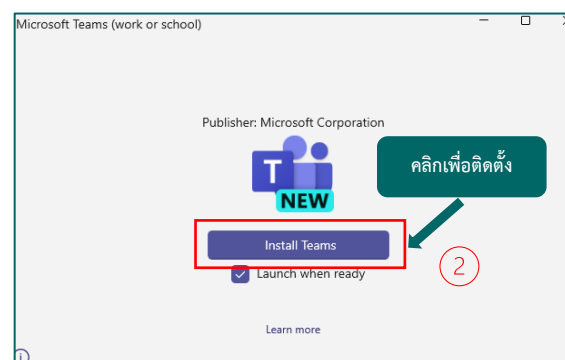 Microsoft Teams (work or school)
Publisher: Microsoft Corporation
T
NEW
คลิกเพื่อติดตั้ง
Install Teams
2
Launch when ready
Learn more